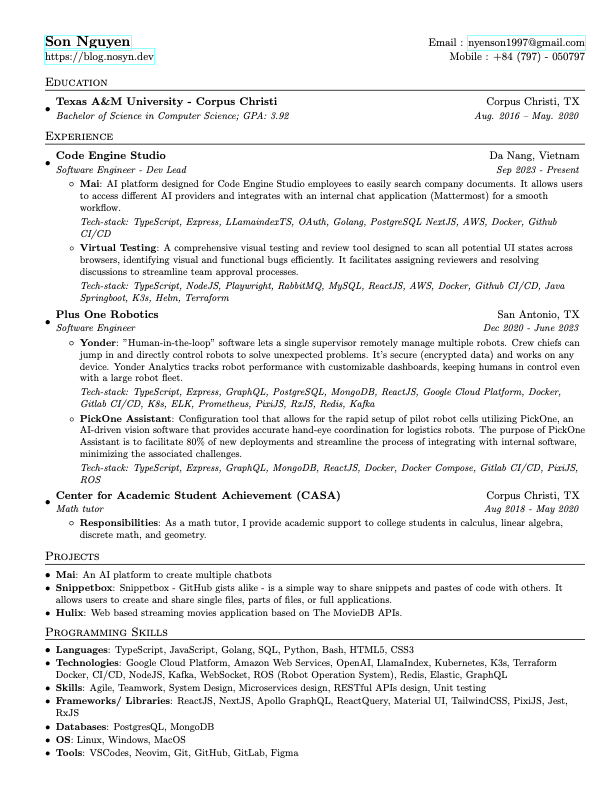 Son Nguyen Email : nyenson1997@gmail.com
https://blog.nosyn.dev Mobile : +84 (797) - 050797
Education
• Texas A&M University - Corpus Christi Corpus Christi, TX
Bachelor of Science in Computer Science; GPA: 3.92 Aug. 2016 – May. 2020
Experience
• Code Engine Studio Da Nang, Vietnam
Software Engineer - Dev Lead Sep 2023 - Present
◦ Mai: AI platform designed for Code Engine Studio employees to easily search company documents. It allows users
to access different AI providers and integrates with an internal chat application (Mattermost) for a smooth
workflow.
Tech-stack: TypeScript, Express, LLamaindexTS, OAuth, Golang, PostgreSQL NextJS, AWS, Docker, Github
CI/CD
◦ Virtual Testing: A comprehensive visual testing and review tool designed to scan all potential UI states across
browsers, identifying visual and functional bugs efficiently. It facilitates assigning reviewers and resolving
discussions to streamline team approval processes.
Tech-stack: TypeScript, NodeJS, Playwright, RabbitMQ, MySQL, ReactJS, AWS, Docker, Github CI/CD, Java
Springboot, K3s, Helm, Terraform
• Plus One Robotics San Antonio, TX
Software Engineer Dec 2020 - June 2023
◦ Yonder: ”Human-in-the-loop” software lets a single supervisor remotely manage multiple robots. Crew chiefs can
jump in and directly control robots to solve unexpected problems. It's secure (encrypted data) and works on any
device. Yonder Analytics tracks robot performance with customizable dashboards, keeping humans in control even
with a large robot fleet.
Tech-stack: TypeScript, Express, GraphQL, PostgreSQL, MongoDB, ReactJS, Google Cloud Platform, Docker,
Gitlab CI/CD, K8s, ELK, Prometheus, PixiJS, RxJS, Redis, Kafka
◦ PickOne Assistant: Configuration tool that allows for the rapid setup of pilot robot cells utilizing PickOne, an
AI-driven vision software that provides accurate hand-eye coordination for logistics robots. The purpose of PickOne
Assistant is to facilitate 80% of new deployments and streamline the process of integrating with internal software,
minimizing the associated challenges.
Tech-stack: TypeScript, Express, GraphQL, MongoDB, ReactJS, Docker, Docker Compose, Gitlab CI/CD, PixiJS,
ROS
• Center for Academic Student Achievement (CASA) Corpus Christi, TX
Math tutor Aug 2018 - May 2020
◦ Responsibilities: As a math tutor, I provide academic support to college students in calculus, linear algebra,
discrete math, and geometry.
Projects
• Mai: An AI platform to create multiple chatbots
• Snippetbox: Snippetbox - GitHub gists alike - is a simple way to share snippets and pastes of code with others. It
allows users to create and share single files, parts of files, or full applications.
• Hulix: Web based streaming movies application based on The MovieDB APIs.
Programming Skills
• Languages: TypeScript, JavaScript, Golang, SQL, Python, Bash, HTML5, CSS3
• Technologies: Google Cloud Platform, Amazon Web Services, OpenAI, LlamaIndex, Kubernetes, K3s, Terraform
Docker, CI/CD, NodeJS, Kafka, WebSocket, ROS (Robot Operation System), Redis, Elastic, GraphQL
• Skills: Agile, Teamwork, System Design, Microservices design, RESTful APIs design, Unit testing
• Frameworks/ Libraries: ReactJS, NextJS, Apollo GraphQL, ReactQuery, Material UI, TailwindCSS, PixiJS, Jest,
RxJS
• Databases: PostgresQL, MongoDB
• OS: Linux, Windows, MacOS
• Tools: VSCodes, Neovim, Git, GitHub, GitLab, Figma